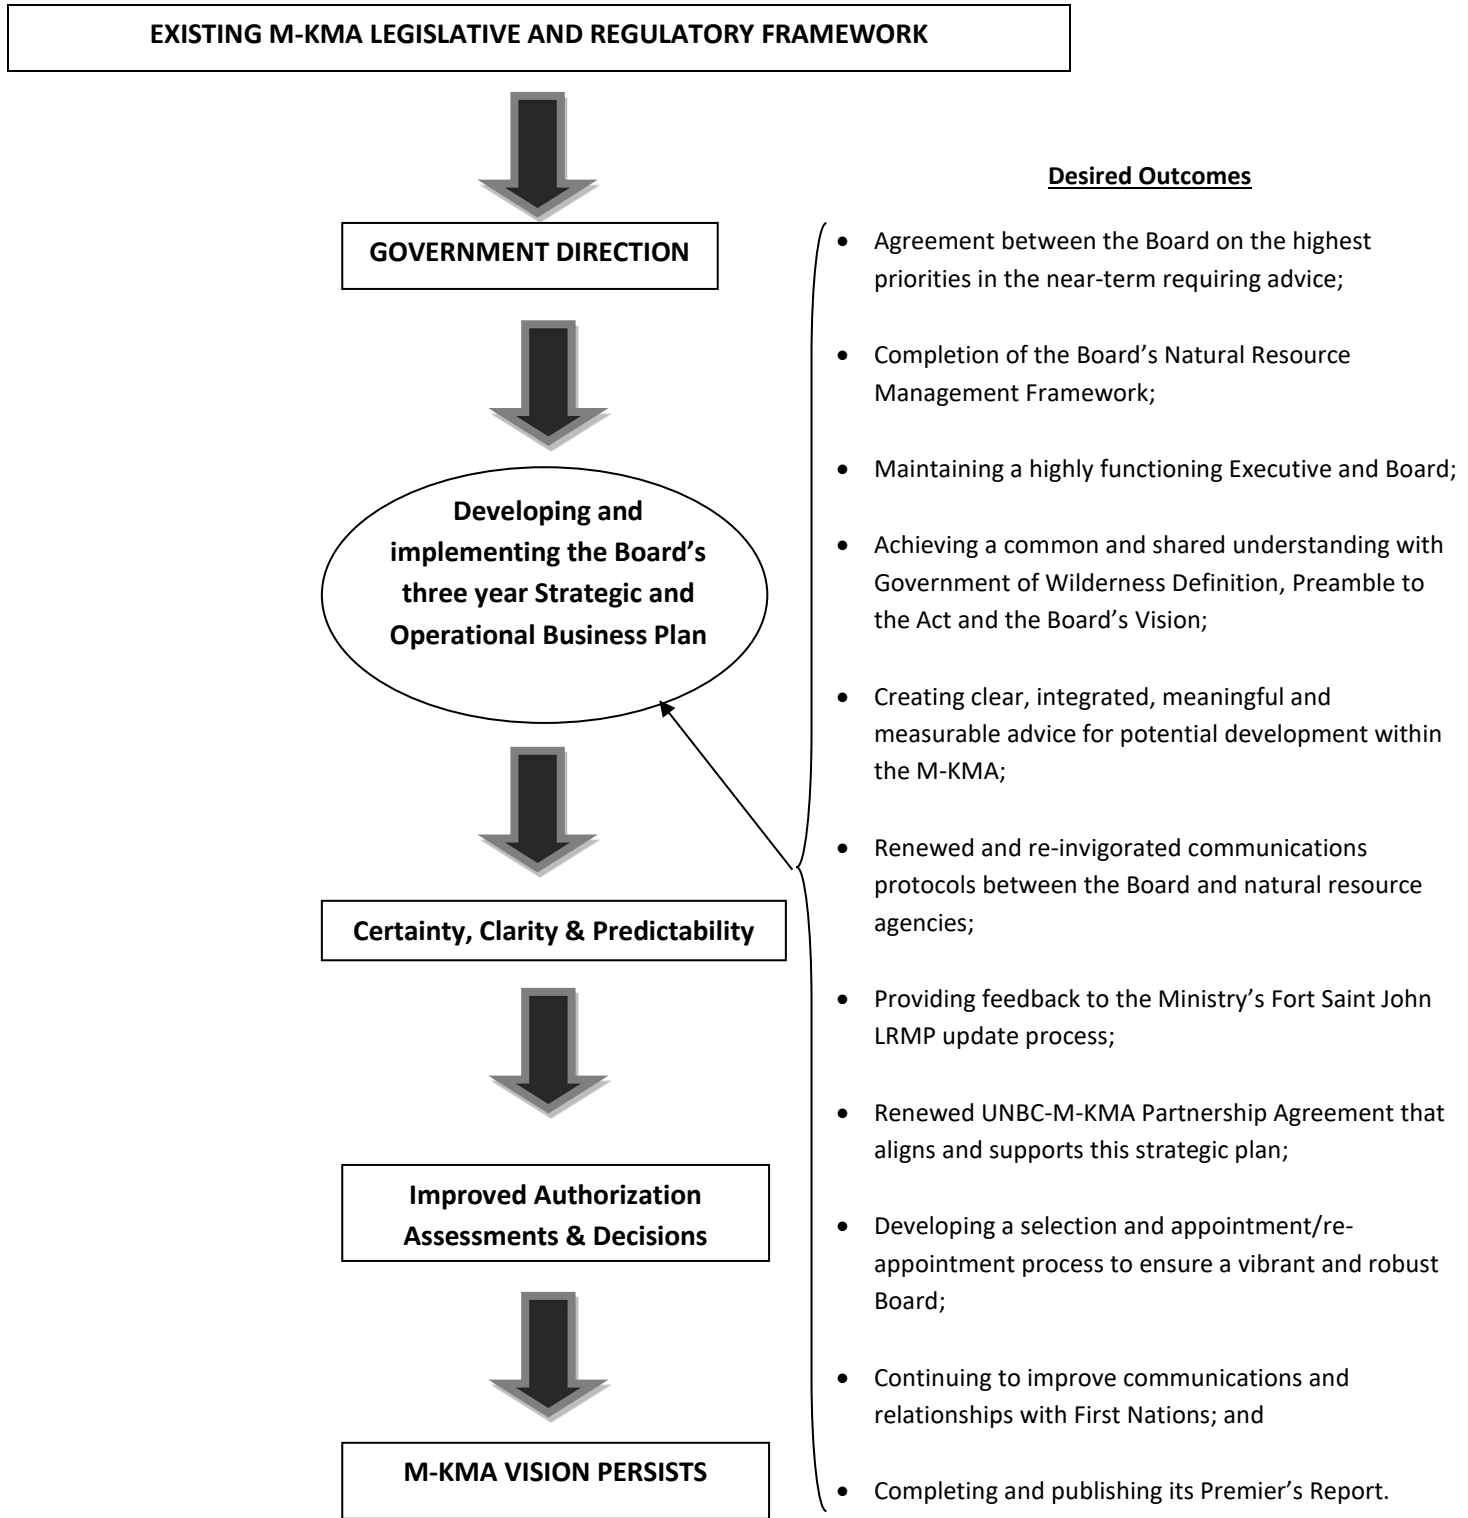 EXISTING M-KMA LEGISLATIVE AND REGULATORY FRAMEWORK
GOVERNMENT DIRECTION
Developing and
implementing the Board’s
three year Strategic and
Operational Business Plan
Certainty, Clarity & Predictability
Improved Authorization
Assessments & Decisions
M-KMA VISION PERSISTS
Desired Outcomes
• Agreement between the Board on the highest
priorities in the near-term requiring advice;
• Completion of the Board’s Natural Resource
Management Framework;
• Maintaining a highly functioning Executive and Board;
• Achieving a common and shared understanding with
Government of Wilderness Definition, Preamble to
the Act and the Board’s Vision;
• Creating clear, integrated, meaningful and
measurable advice for potential development within
the M-KMA;
• Renewed and re-invigorated communications
protocols between the Board and natural resource
agencies;
• Providing feedback to the Ministry’s Fort Saint John
LRMP update process;
• Renewed UNBC-M-KMA Partnership Agreement that
aligns and supports this strategic plan;
• Developing a selection and appointment/re-
appointment process to ensure a vibrant and robust
Board;
• Continuing to improve communications and
relationships with First Nations; and
• Completing and publishing its Premier’s Report.